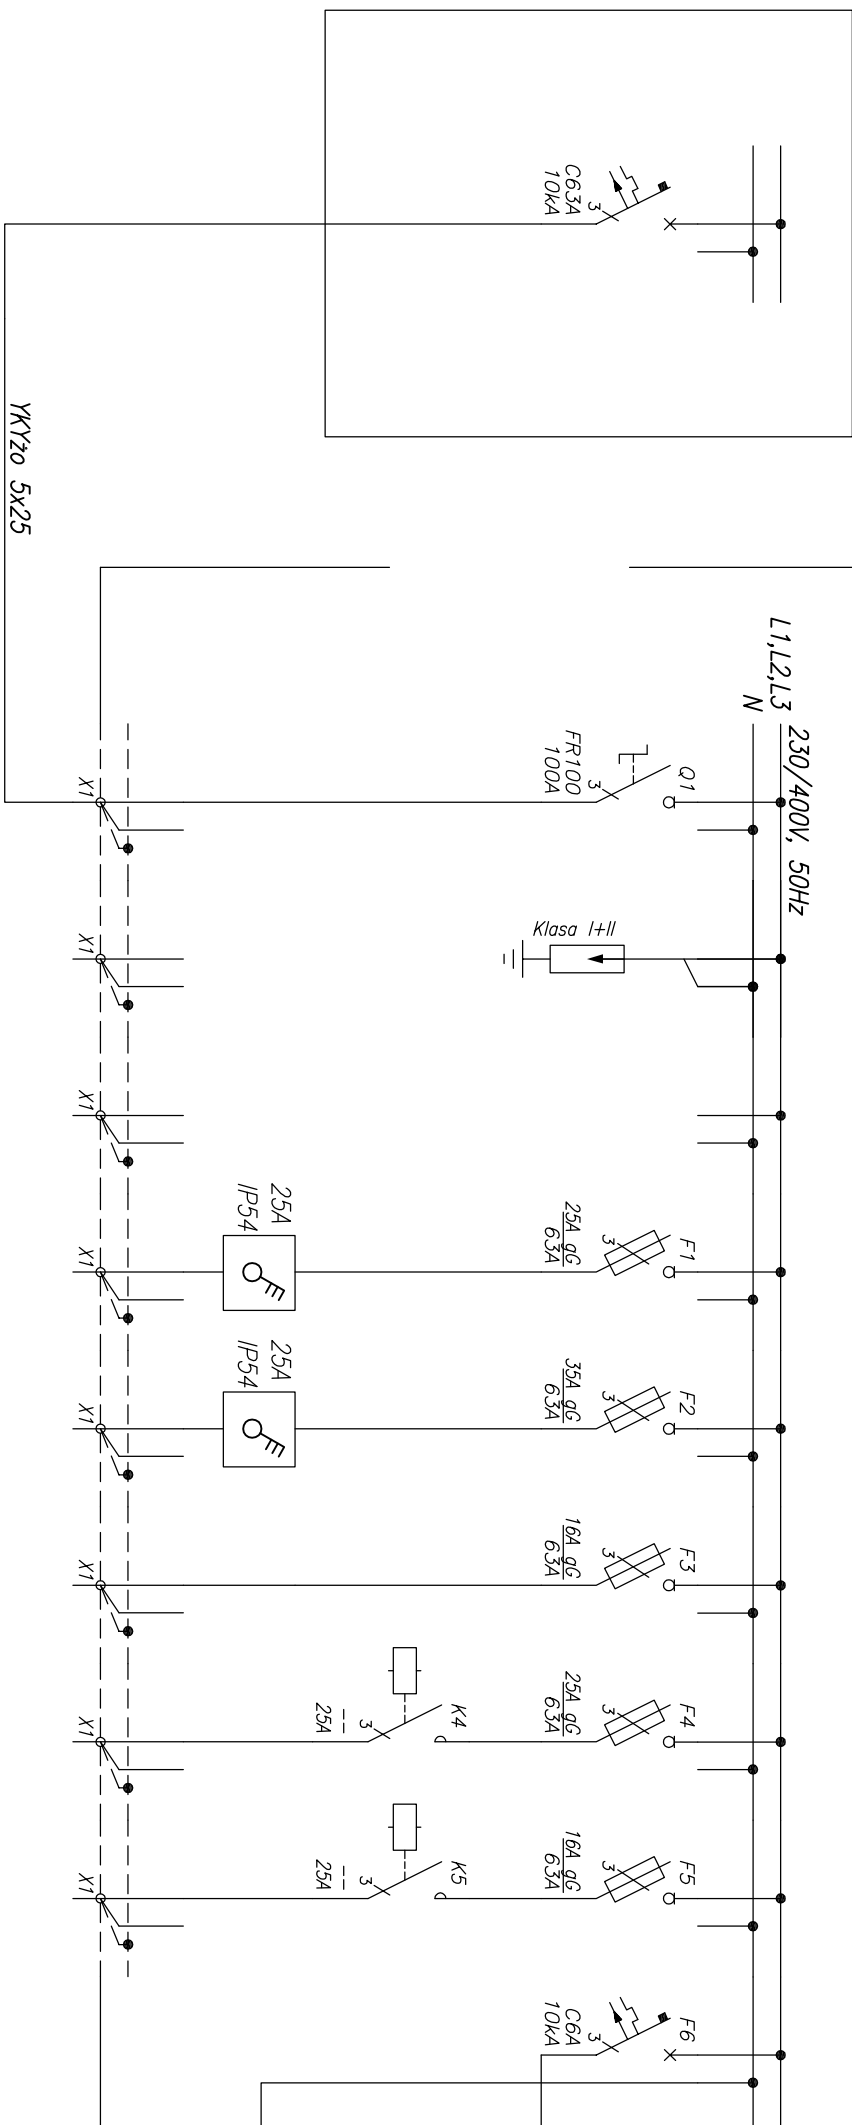 C63A
10kA
3
YKYżo 5x25
L1,L2,L3
N
230/400V, 50Hz
Q1
3
FR100
100A
X1
Klasa I+II
X1
X1
F1
3
25A gG
63A
25A
IP54
X1
F2
3
35A gG
63A
25A
IP54
X1
F3
3
16A gG
63A
X1
F4
3
25A gG
63A
K4
3
--
25A
X1
F5
3
16A gG
63A
K5
3
--
25A
X1
F6
3
C6A
10kA